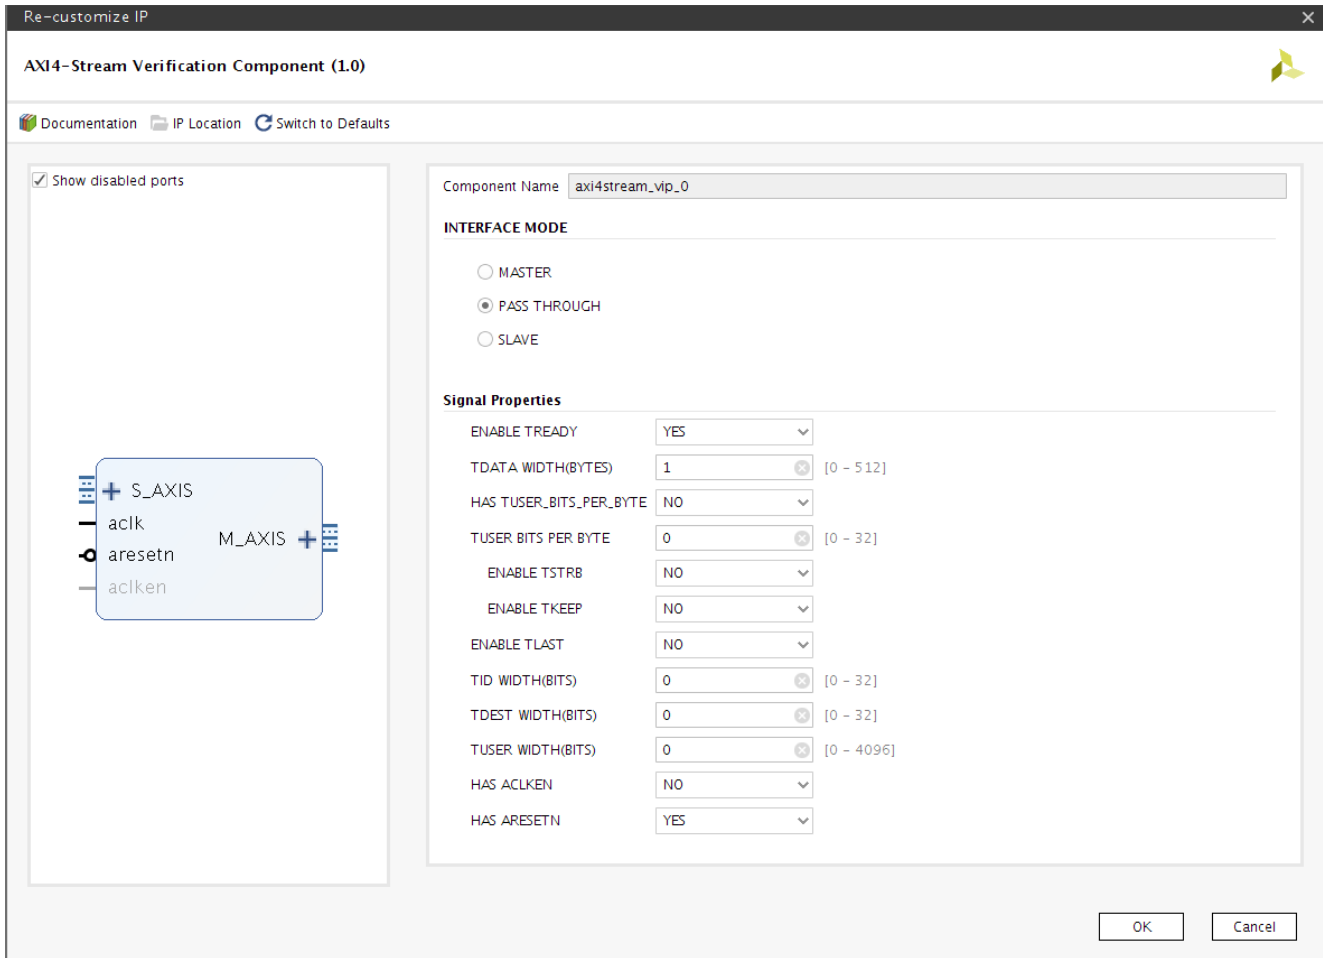 Re-customize IP
AXI4-Stream Verification Component (1.0)
Documentation IP Location Switch to Defaults
Show disabled ports
S_AXIS
aclk
M_AXIS
aresetn
aclken
Component Name axi4stream_vip_0
INTERFACE MODE
MASTER
PASS THROUGH
SLAVE
Signal Properties
ENABLE TREADY YES
TDATA WIDTH(BYTES) 1 [0 - 512]
HAS TUSER_BITS_PER_BYTE NO
TUSER BITS PER BYTE 0 [0 - 32]
ENABLE TSTRB NO
ENABLE TKEEP NO
ENABLE TLAST NO
TID WIDTH(BITS) 0 [0 - 32]
TDEST WIDTH(BITS) 0 [0 - 32]
TUSER WIDTH(BITS) 0 [0 - 4096]
HAS ACLKEN NO
HAS ARESETN YES
OK Cancel